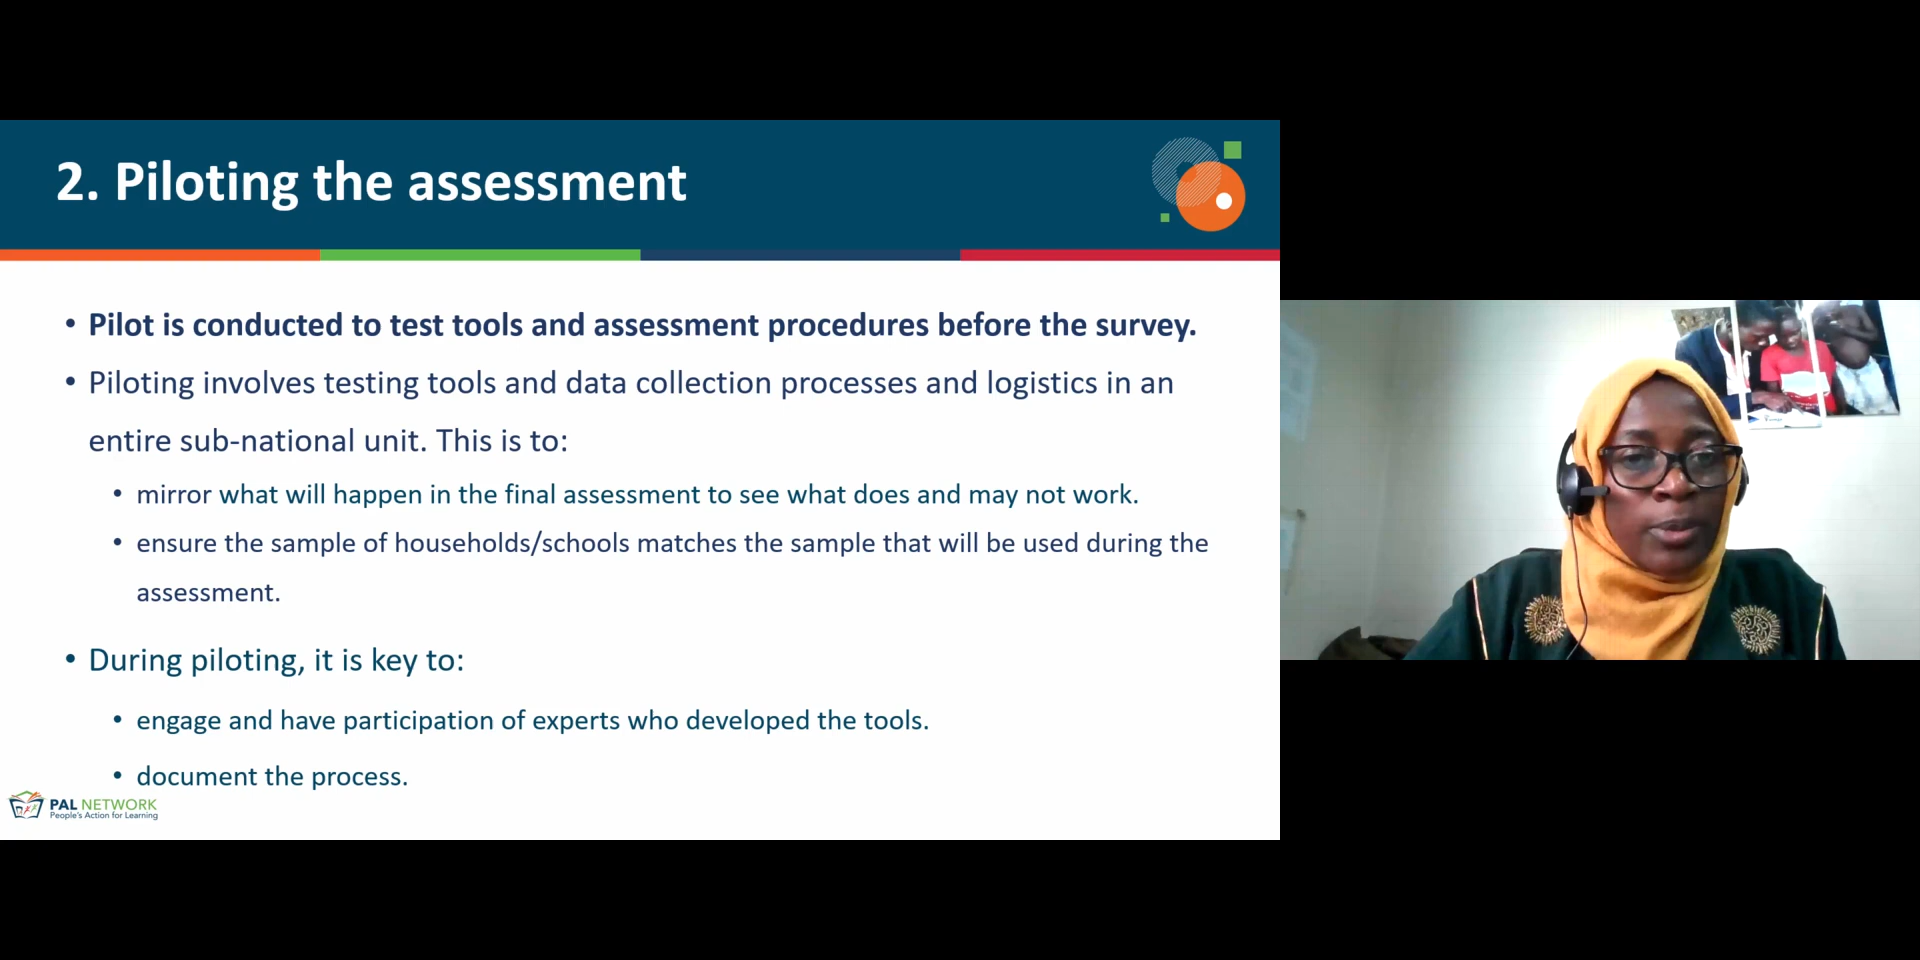 2. Piloting the assessment
• Pilot is conducted to test tools and assessment procedures before the survey.
• Piloting involves testing tools and data collection processes and logistics in an
entire sub-national unit. This is to:
• mirror what will happen in the final assessment to see what does and may not work.
• ensure the sample of households/schools matches the sample that will be used during the
assessment.
• During piloting, it is key to:
• engage and have participation of experts who developed the tools.
• document the process.
PAL NETWORK
People's Action for Learning